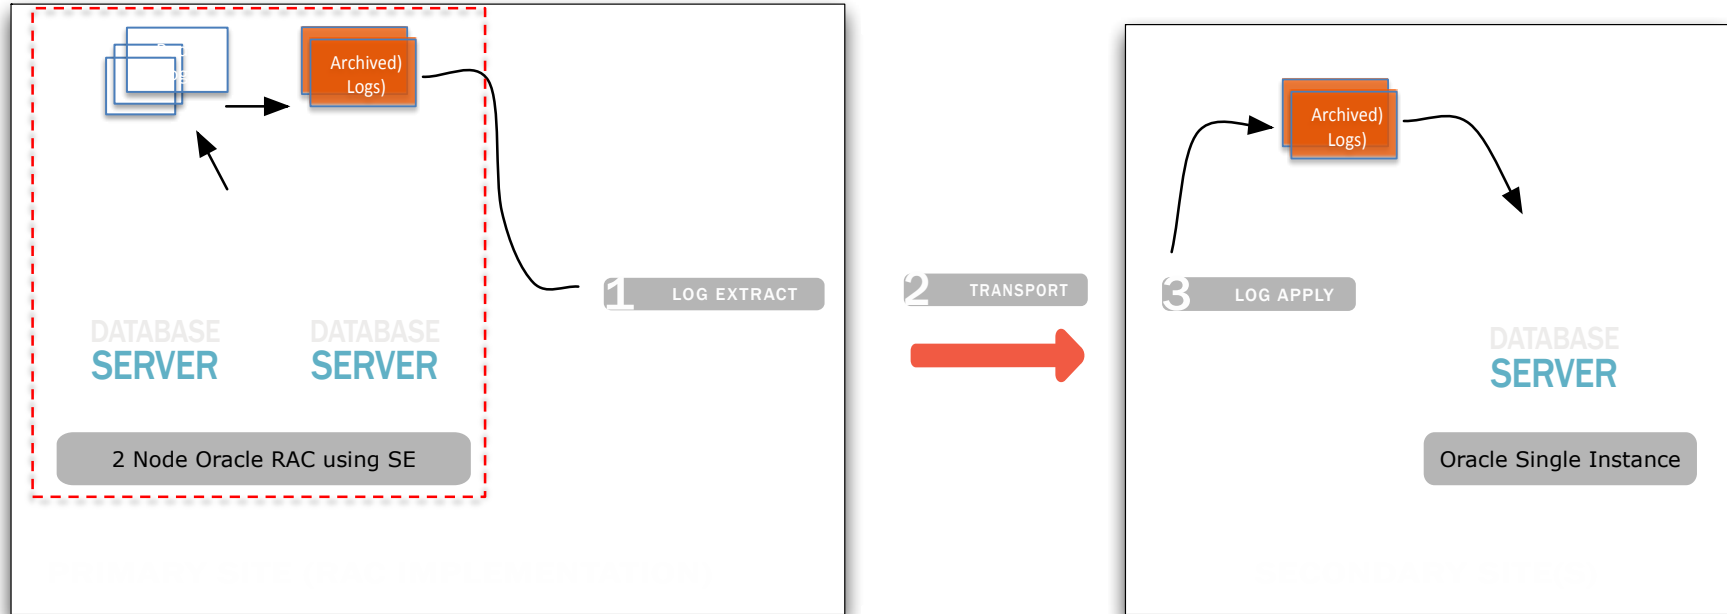 Archived)
Logs)
1 LOG EXTRACT
DATABASE
SERVER
DATABASE
SERVER
2 Node Oracle RAC using SE
2 TRANSPORT
Archived)
Logs)
3 LOG APPLY
DATABASE
SERVER
Oracle Single Instance